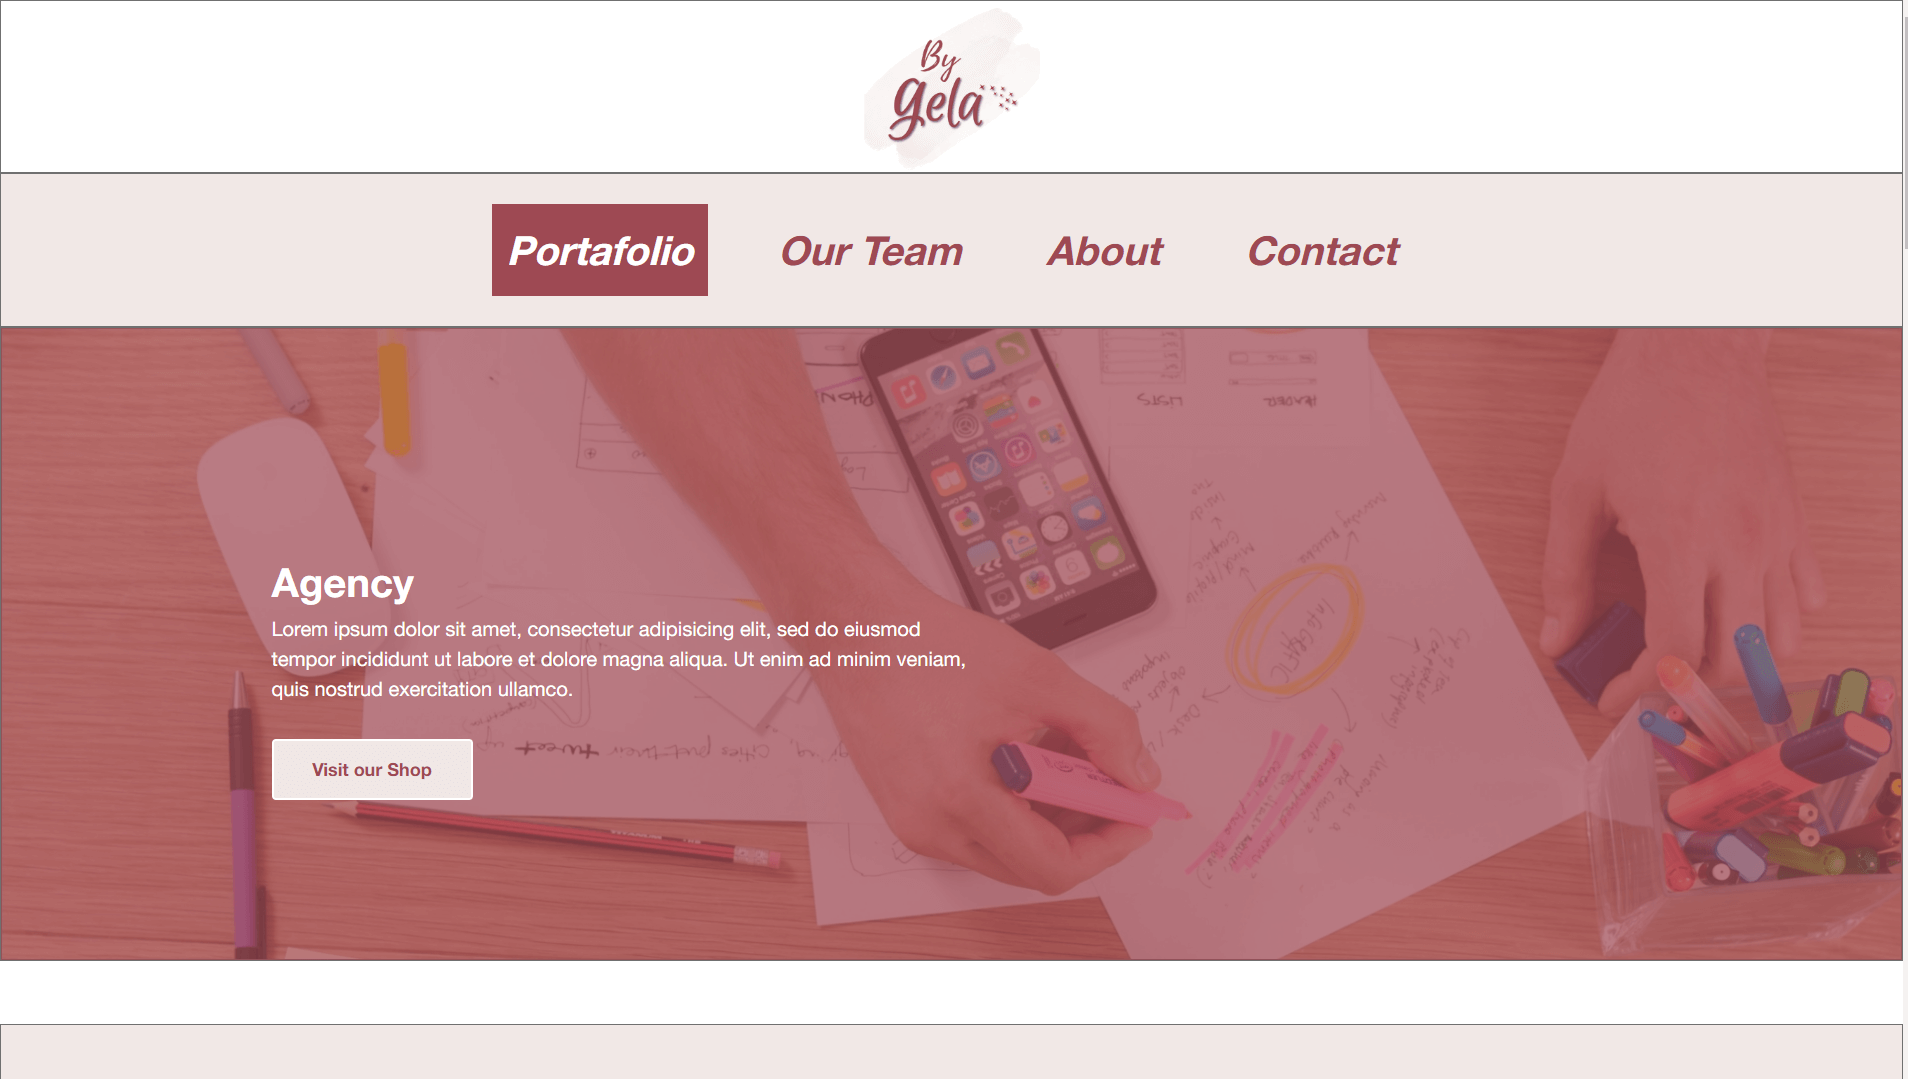 By
gela
Portafolio
Our Team
About
Contact
LISTS
HEADER
Agency
Lorem ipsum dolor sit amet, consectetur adipisicing elit, sed do eiusmod
tempor incididunt ut labore et dolore magna aliqua. Ut enim ad minim veniam,
quis nostrud exercitation ullamco.
Visit our Shop